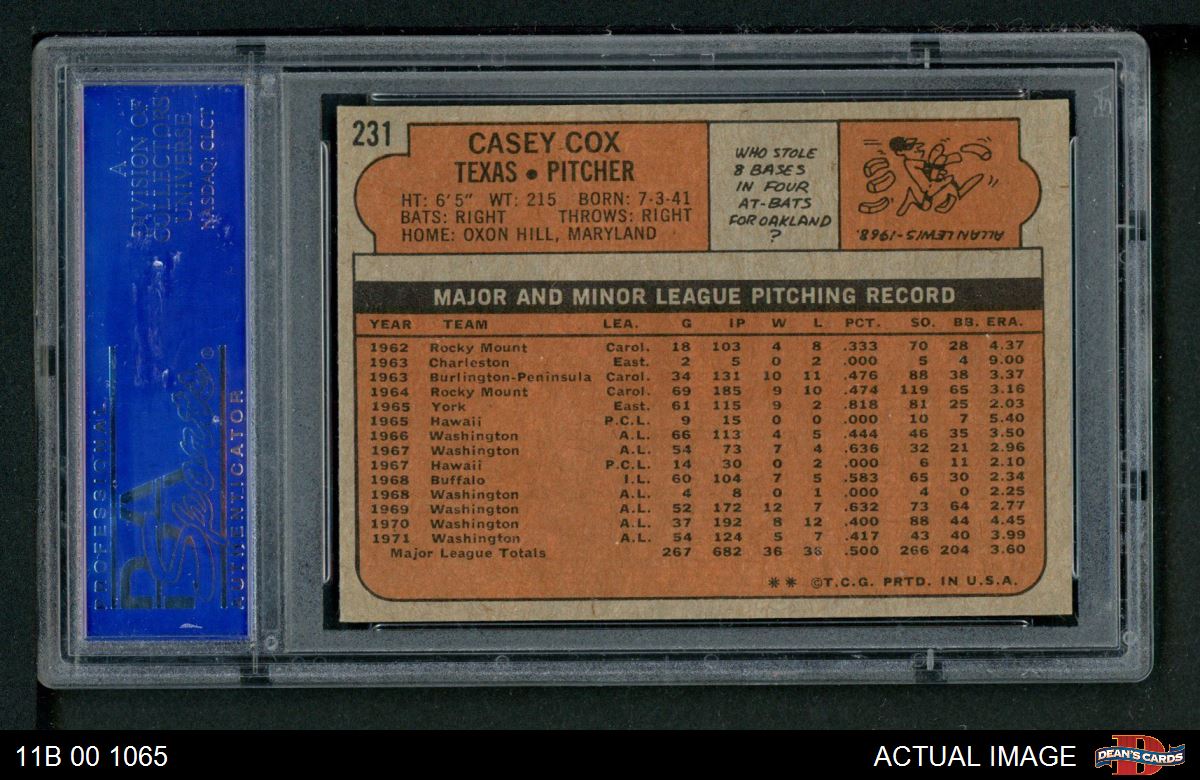 A
DIVISION OF
COLLECTORS
UNIVERSE
NASDAQ: CLCT
PROFESSIONAL
PSA
Sports
AUTHENTICATOR
231
CASEY COX
TEXAS • PITCHER
HT: 6'5" WT: 215 BORN: 7-3-41
BATS: RIGHT THROWS: RIGHT
HOME: OXON HILL, MARYLAND
WHO STOLE
8 BASES
IN FOUR
AT-BATS
FOR OAKLAND
?
ALLAN LEWIS-1968.
MAJOR AND MINOR LEAGUE PITCHING RECORD
YEAR TEAM LEA. G IP W L PCT. SO. BB. ERA.
1962 Rocky Mount Carol. 18 103 4 8 .333 70 28 4.37
1963 Charleston East. 2 5 0 2 .000 5 4 9.00
1963 Burlington-Peninsula Carol. 34 131 10 11 .476 88 38 3.37
1964 Rocky Mount Carol. 69 185 9 10 .474 119 65 3.16
1965 York East. 61 115 9 2 .818 81 25 2.03
1965 Hawaii P.C.L. 9 15 0 0 .000 10 7 5.40
1966 Washington A.L. 66 113 4 5 .444 46 35 3.50
1967 Washington A.L. 54 73 7 4 .636 32 21 2.96
1967 Hawaii P.C.L. 14 30 0 2 .000 6 11 2.10
1968 Buffalo I.L. 60 104 7 5 .583 65 30 2.34
1968 Washington A.L. 4 8 0 1 .000 4 0 2.25
1969 Washington A.L. 52 172 12 7 .632 73 64 2.77
1970 Washington A.L. 37 192 8 12 .400 88 44 4.45
1971 Washington A.L. 54 124 5 7 .417 43 40 3.99
Major League Totals 267 682 36 36 .500 266 204 3.60
** ©T.C.G. PRTD. IN U.S.A.
11B 00 1065
ACTUAL IMAGE
D
DEAN'S CARDS